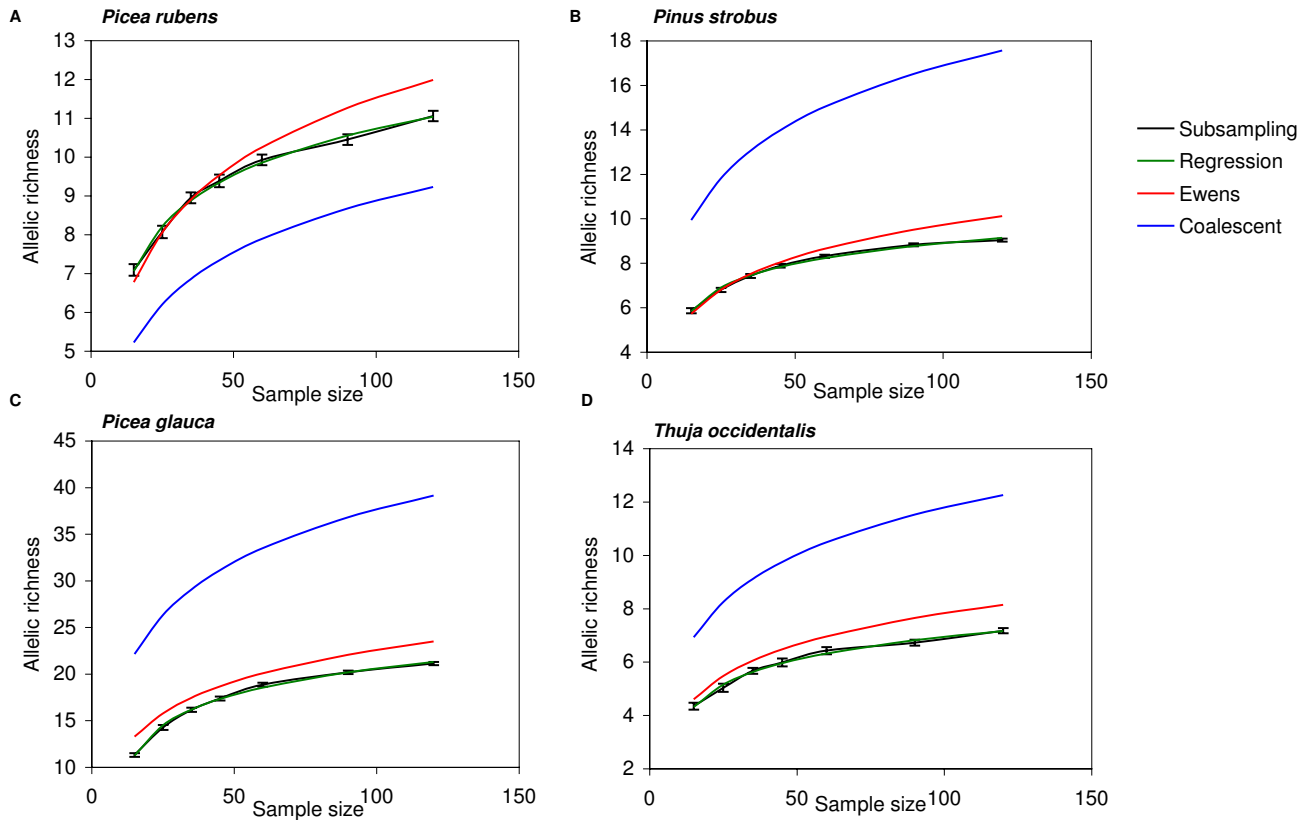 A
Picea rubens
13
12
11
10
9
8
7
6
5
Allelic richness
0
50
100
150
Sample size
B
Pinus strobus
18
16
14
12
10
8
6
4
Allelic richness
0
50
100
150
Sample size
Subsampling
Regression
Ewens
Coalescent
C
Picea glauca
45
40
35
30
25
20
15
10
Allelic richness
0
50
100
150
Sample size
D
Thuja occidentalis
14
12
10
8
6
4
2
Allelic richness
0
50
100
150
Sample size